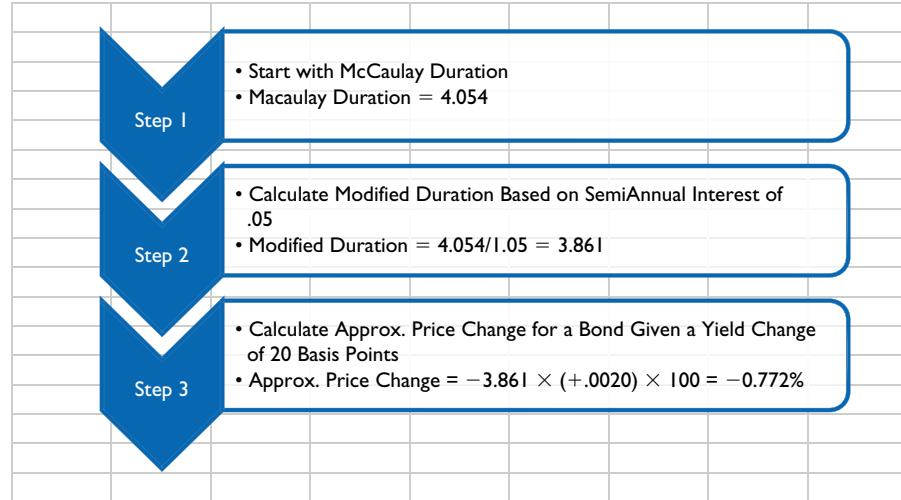 Step 1
• Start with McCaulay Duration
• Macaulay Duration = 4.054
Step 2
• Calculate Modified Duration Based on SemiAnnual Interest of
.05
• Modified Duration = 4.054/1.05 = 3.861
Step 3
• Calculate Approx. Price Change for a Bond Given a Yield Change
of 20 Basis Points
• Approx. Price Change = −3.861 × (+.0020) × 100 = −0.772%